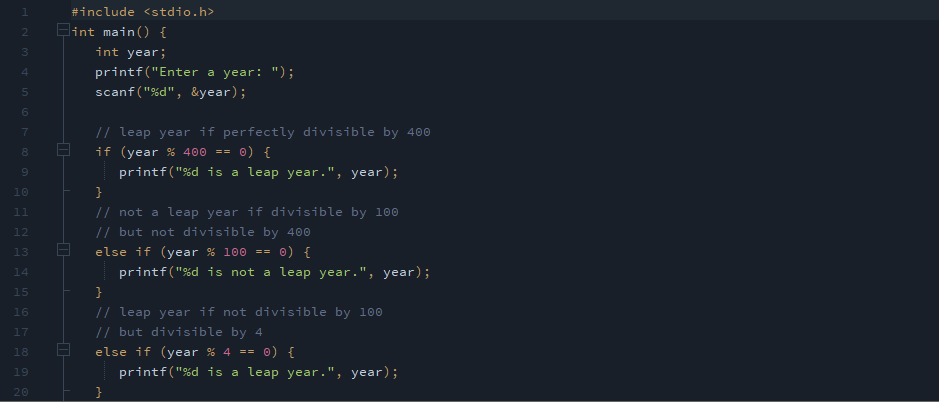 1 #include <stdio.h>
2 int main() {
3 int year;
4 printf("Enter a year: ");
5 scanf("%d", &year);
6
7 // leap year if perfectly divisible by 400
8 if (year % 400 == 0) {
9 printf("%d is a leap year.", year);
10 }
11 // not a leap year if divisible by 100
12 // but not divisible by 400
13 else if (year % 100 == 0) {
14 printf("%d is not a leap year.", year);
15 }
16 // leap year if not divisible by 100
17 // but divisible by 4
18 else if (year % 4 == 0) {
19 printf("%d is a leap year.", year);
20 }